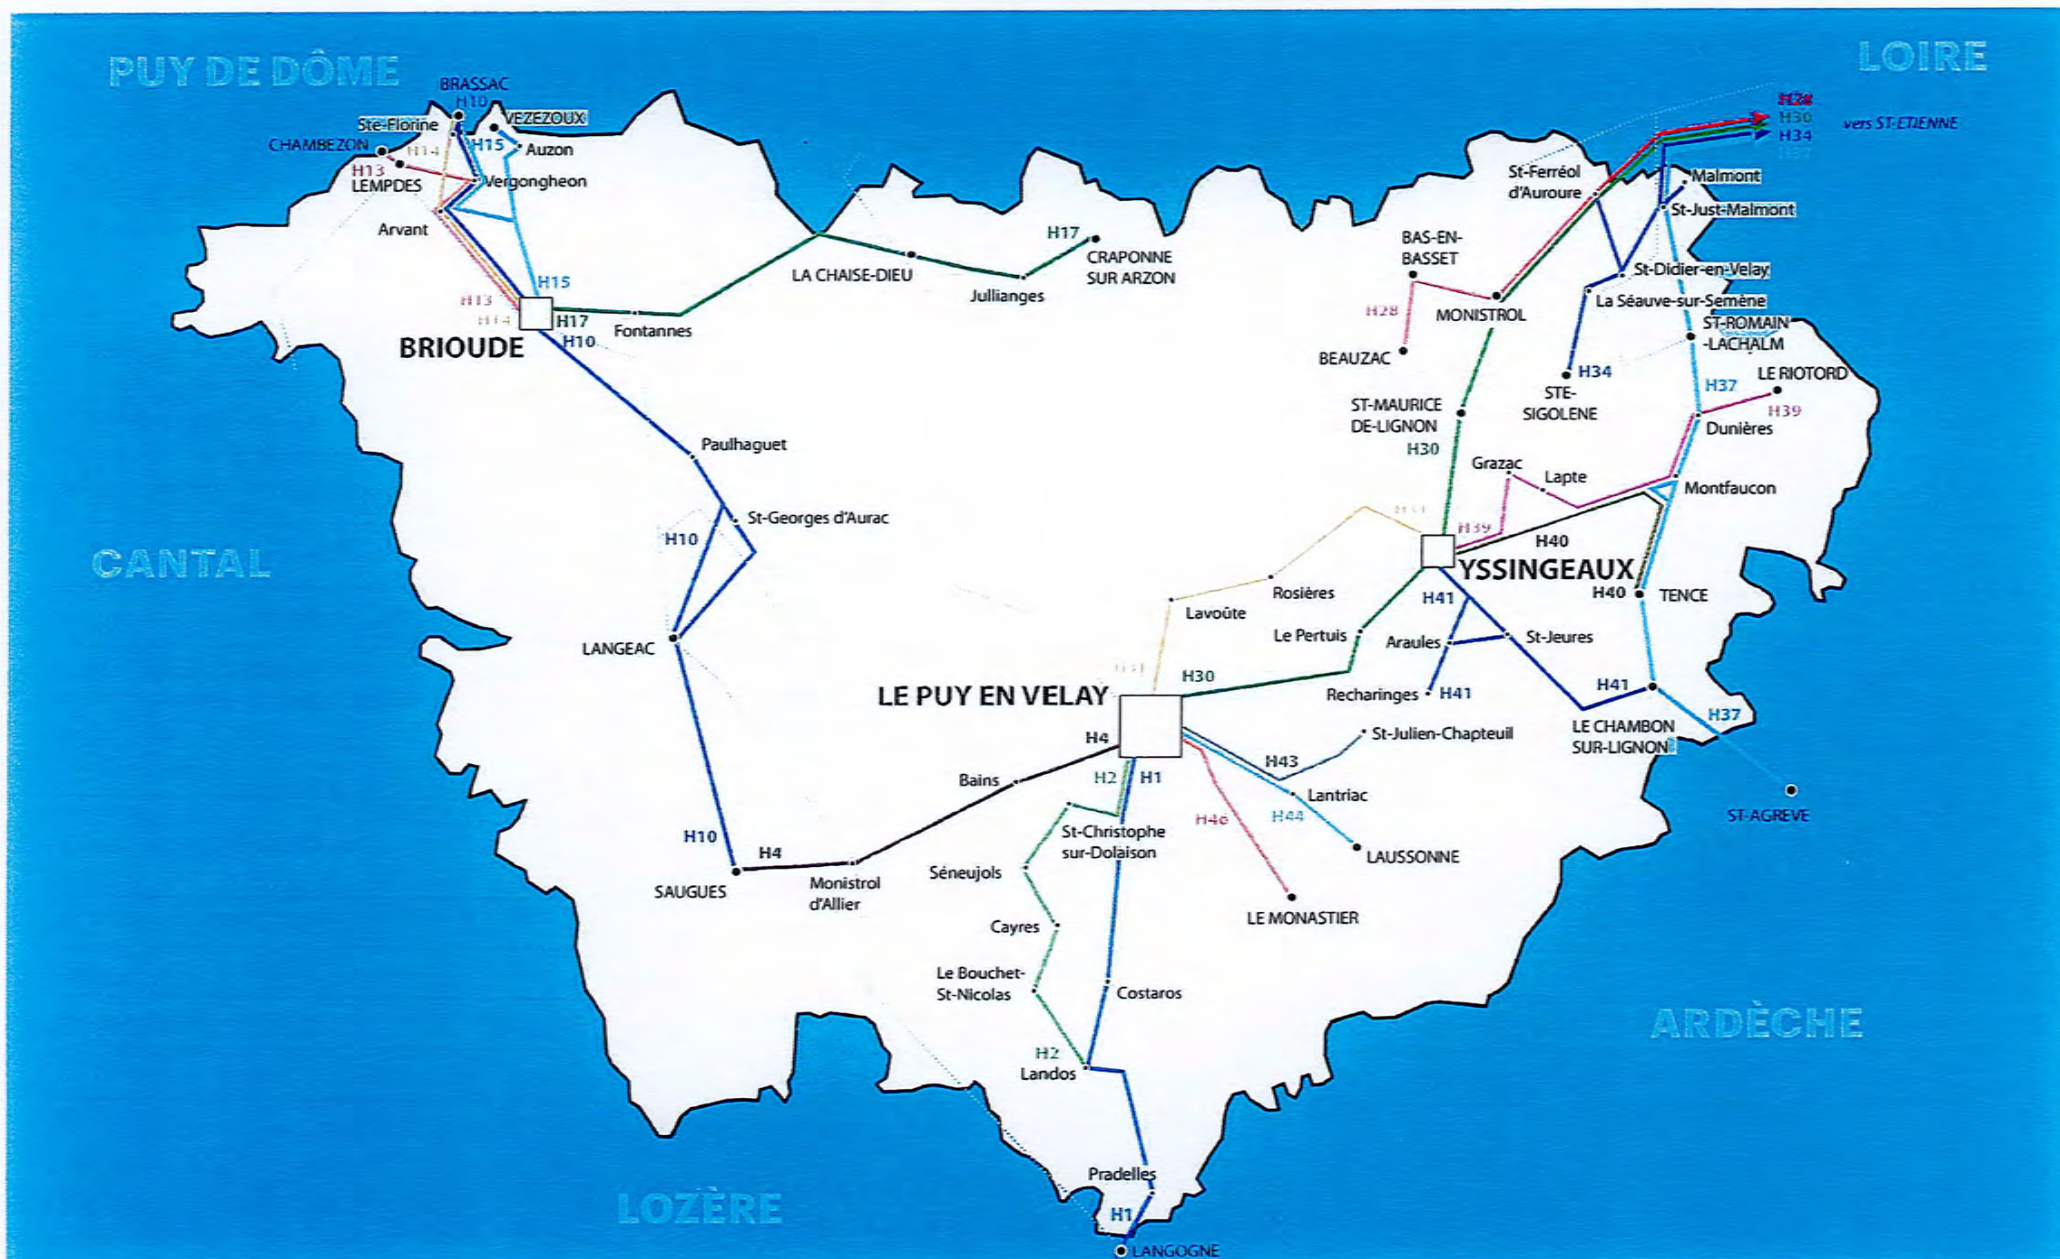 PUY DE DÔME
LOIRE
BRASSAC
H10
Ste-Florine
VEZEZOUX
CHAMBEZON
H14
H15
Auzon
H13
LEMPDES
Vergongheon
Arvant
H15
H13
H14
H17
H10
BRIOUDE
Fontannes
LA CHAISE-DIEU
Jullianges
H17
CRAPONNE
SUR ARZON
H28
H30
H34
H37
vers ST-ETIENNE
St-Ferréol
d'Auroure
Malmont
St-Just-Malmont
BAS-EN-
BASSET
St-Didier-en-Velay
La Séauve-sur-Semène
H28
MONISTROL
ST-ROMAIN
-LACHALM
BEAUZAC
H34
STE-
SIGOLENE
LE RIOTORD
H37
H39
ST-MAURICE
DE-LIGNON
H30
Dunières
Grazac
Lapte
Montfaucon
Paulhaguet
St-Georges d'Aurac
H10
CANTAL
LANGEAC
H39
H40
YSSINGEAUX
H40
TENCE
H41
Rosières
Lavoûte
Le Pertuis
Araules
St-Jeures
H30
LE PUY EN VELAY
Recharinges
H41
H41
H37
LE CHAMBON
SUR-LIGNON
H4
St-Julien-Chapteuil
H43
Bains
H2
H1
Lantriac
H46
H44
ST-AGREVE
St-Christophe
sur-Dolaison
LAUSSONNE
H10
H4
SAUGUES
Monistrol
d'Allier
Séneujols
LE MONASTIER
Cayres
Le Bouchet-
St-Nicolas
Costaros
ARDÈCHE
H2
Landos
Pradelles
LOZÈRE
H1
LANGOGNE